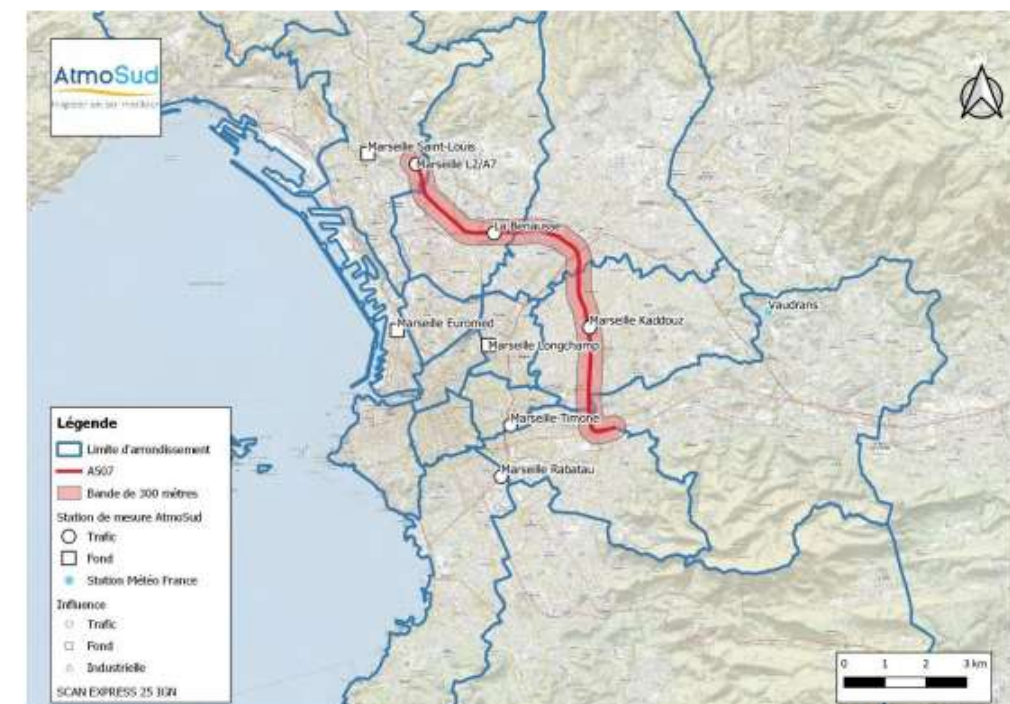 AtmoSud
Marseille Saint-Louis
Marseille L2/A7
La Bénausse
Marseille Kaddouz
Vaudrans
Marseille Euromed
Marseille Longchamp
Marseille Timone
Marseille Rabatau
Légende
Limite d'arrondissement
A507
Bande de 300 mètres
Station de mesure AtmoSud
Trafic
Fond
Station Météo France
Influence
Trafic
Fond
Industrielle
SCAN EXPRESS 25 IGN
0 1 2 3 km